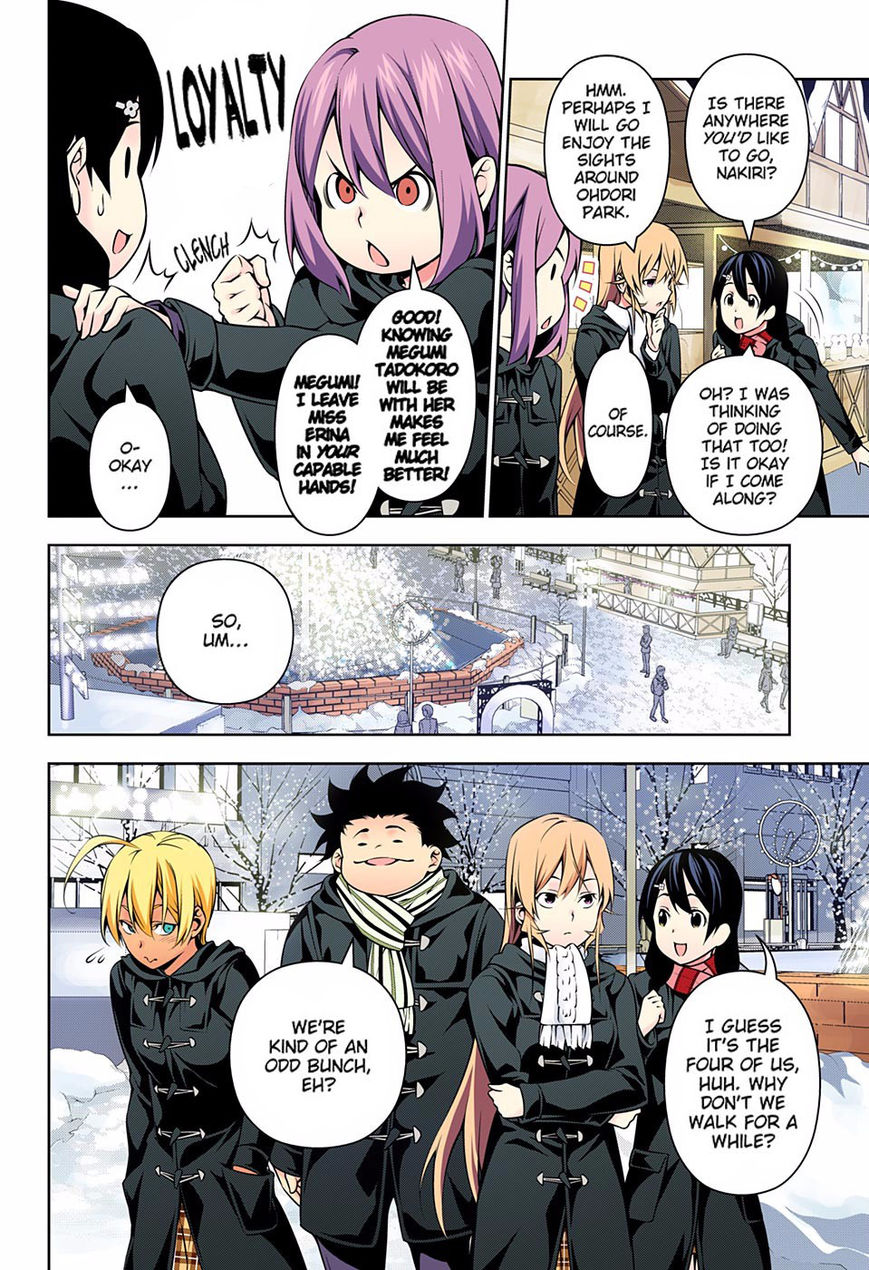 IS THERE
ANYWHERE
YOU'D LIKE
TO GO,
NAKIRI?
HMM.
PERHAPS I
WILL GO
ENJOY THE
SIGHTS
AROUND
OHDORI
PARK.
OH? I WAS
THINKING
OF DOING
THAT TOO!
IS IT OKAY
IF I COME
ALONG?
OF
COURSE.
LOYALTY
CLENCH
GOOD!
KNOWING
MEGUMI
TADOKORO
WILL BE
WITH HER
MAKES
ME FEEL
MUCH
BETTER!
MEGUMI!
I LEAVE
MISS
ERINA
IN YOUR
CAPABLE
HANDS!
O-
OKAY
...
SO,
UM...
I GUESS
IT'S THE
FOUR OF US,
HUH. WHY
DON'T WE
WALK FOR A
WHILE?
WE'RE
KIND OF AN
ODD BUNCH,
EH?